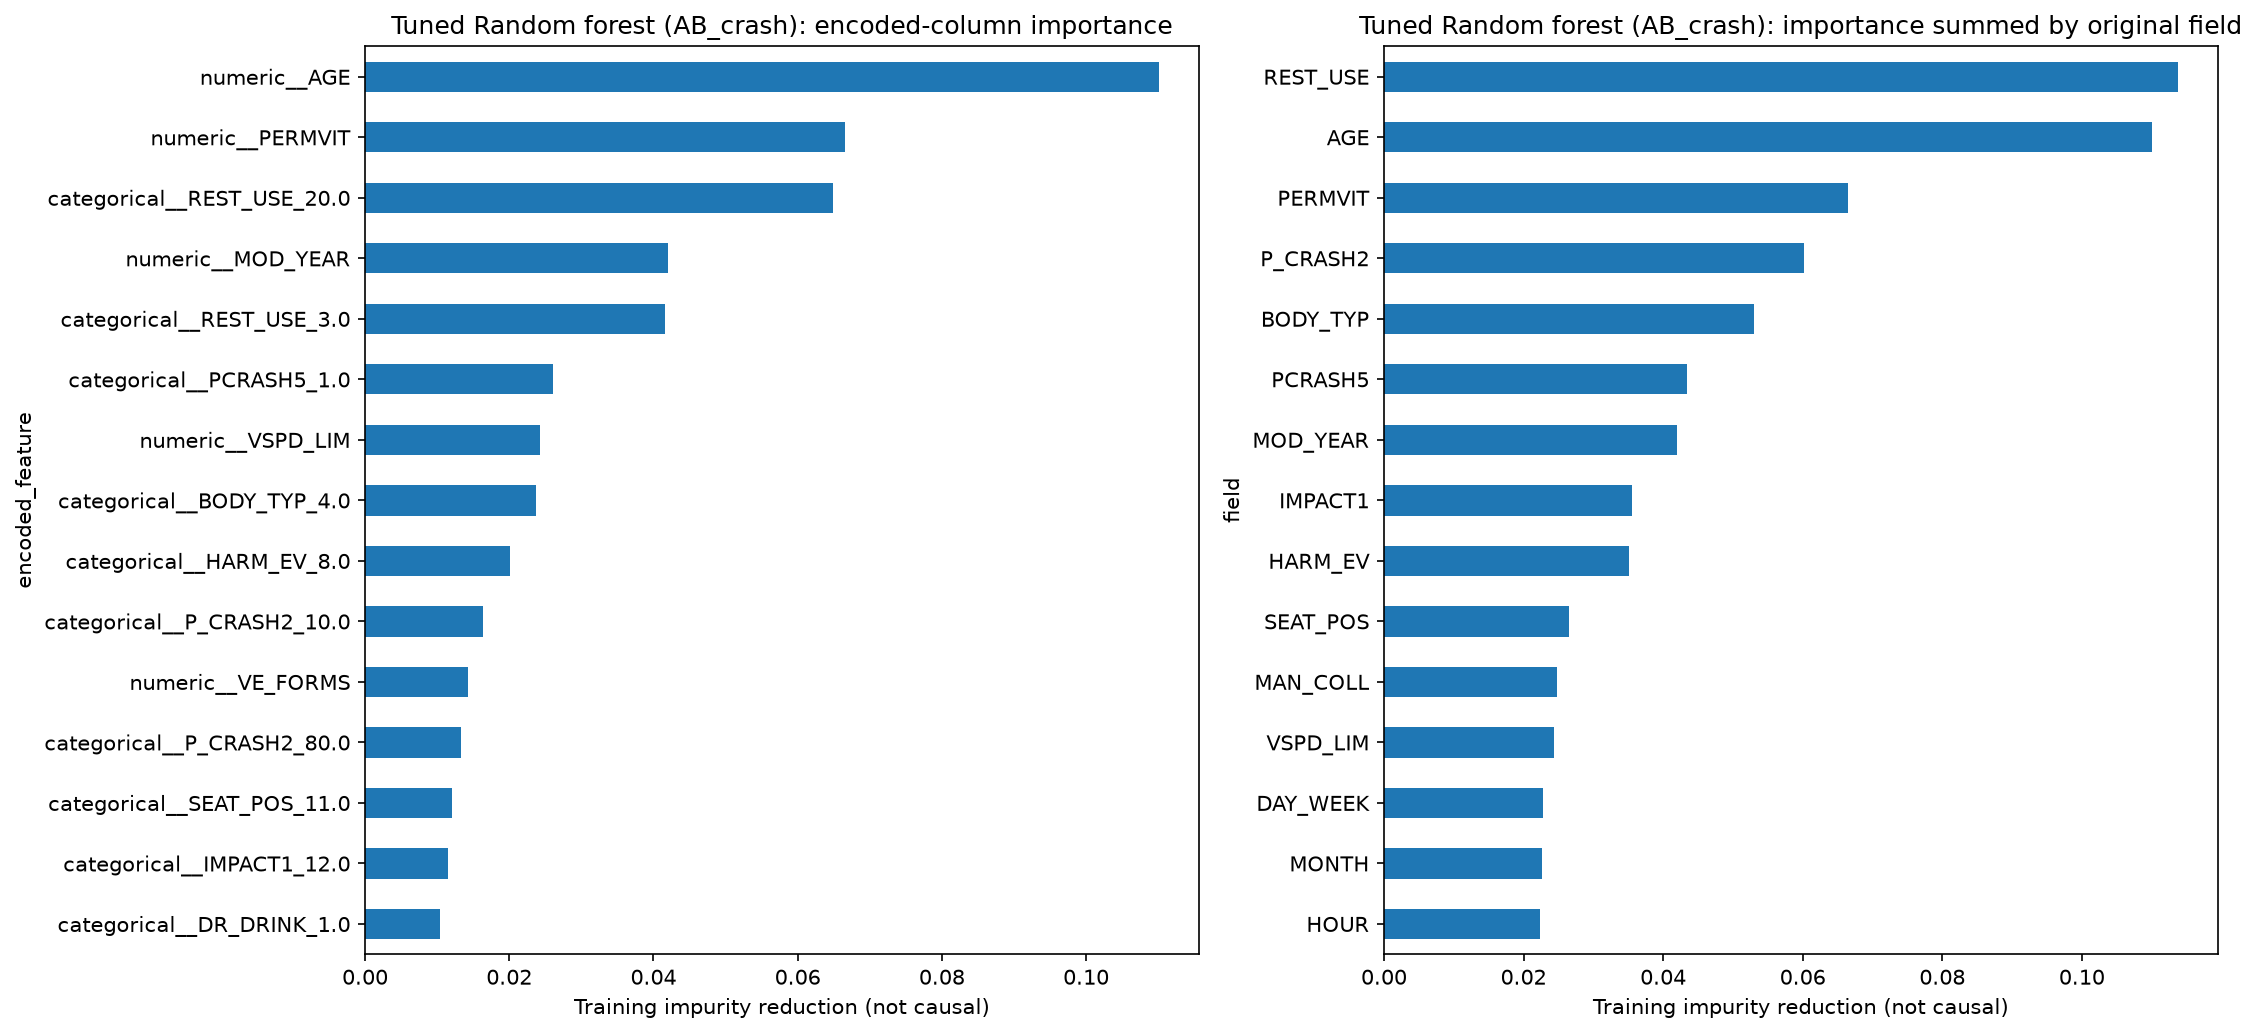 Tuned Random forest (AB_crash): encoded-column importance
encoded_feature
numeric__AGE
numeric__PERMVIT
categorical__REST_USE_20.0
numeric__MOD_YEAR
categorical__REST_USE_3.0
categorical__PCRASH5_1.0
numeric__VSPD_LIM
categorical__BODY_TYP_4.0
categorical__HARM_EV_8.0
categorical__P_CRASH2_10.0
numeric__VE_FORMS
categorical__P_CRASH2_80.0
categorical__SEAT_POS_11.0
categorical__IMPACT1_12.0
categorical__DR_DRINK_1.0
0.00 0.02 0.04 0.06 0.08 0.10
Training impurity reduction (not causal)
Tuned Random forest (AB_crash): importance summed by original field
field
REST_USE
AGE
PERMVIT
P_CRASH2
BODY_TYP
PCRASH5
MOD_YEAR
IMPACT1
HARM_EV
SEAT_POS
MAN_COLL
VSPD_LIM
DAY_WEEK
MONTH
HOUR
0.00 0.02 0.04 0.06 0.08 0.10
Training impurity reduction (not causal)